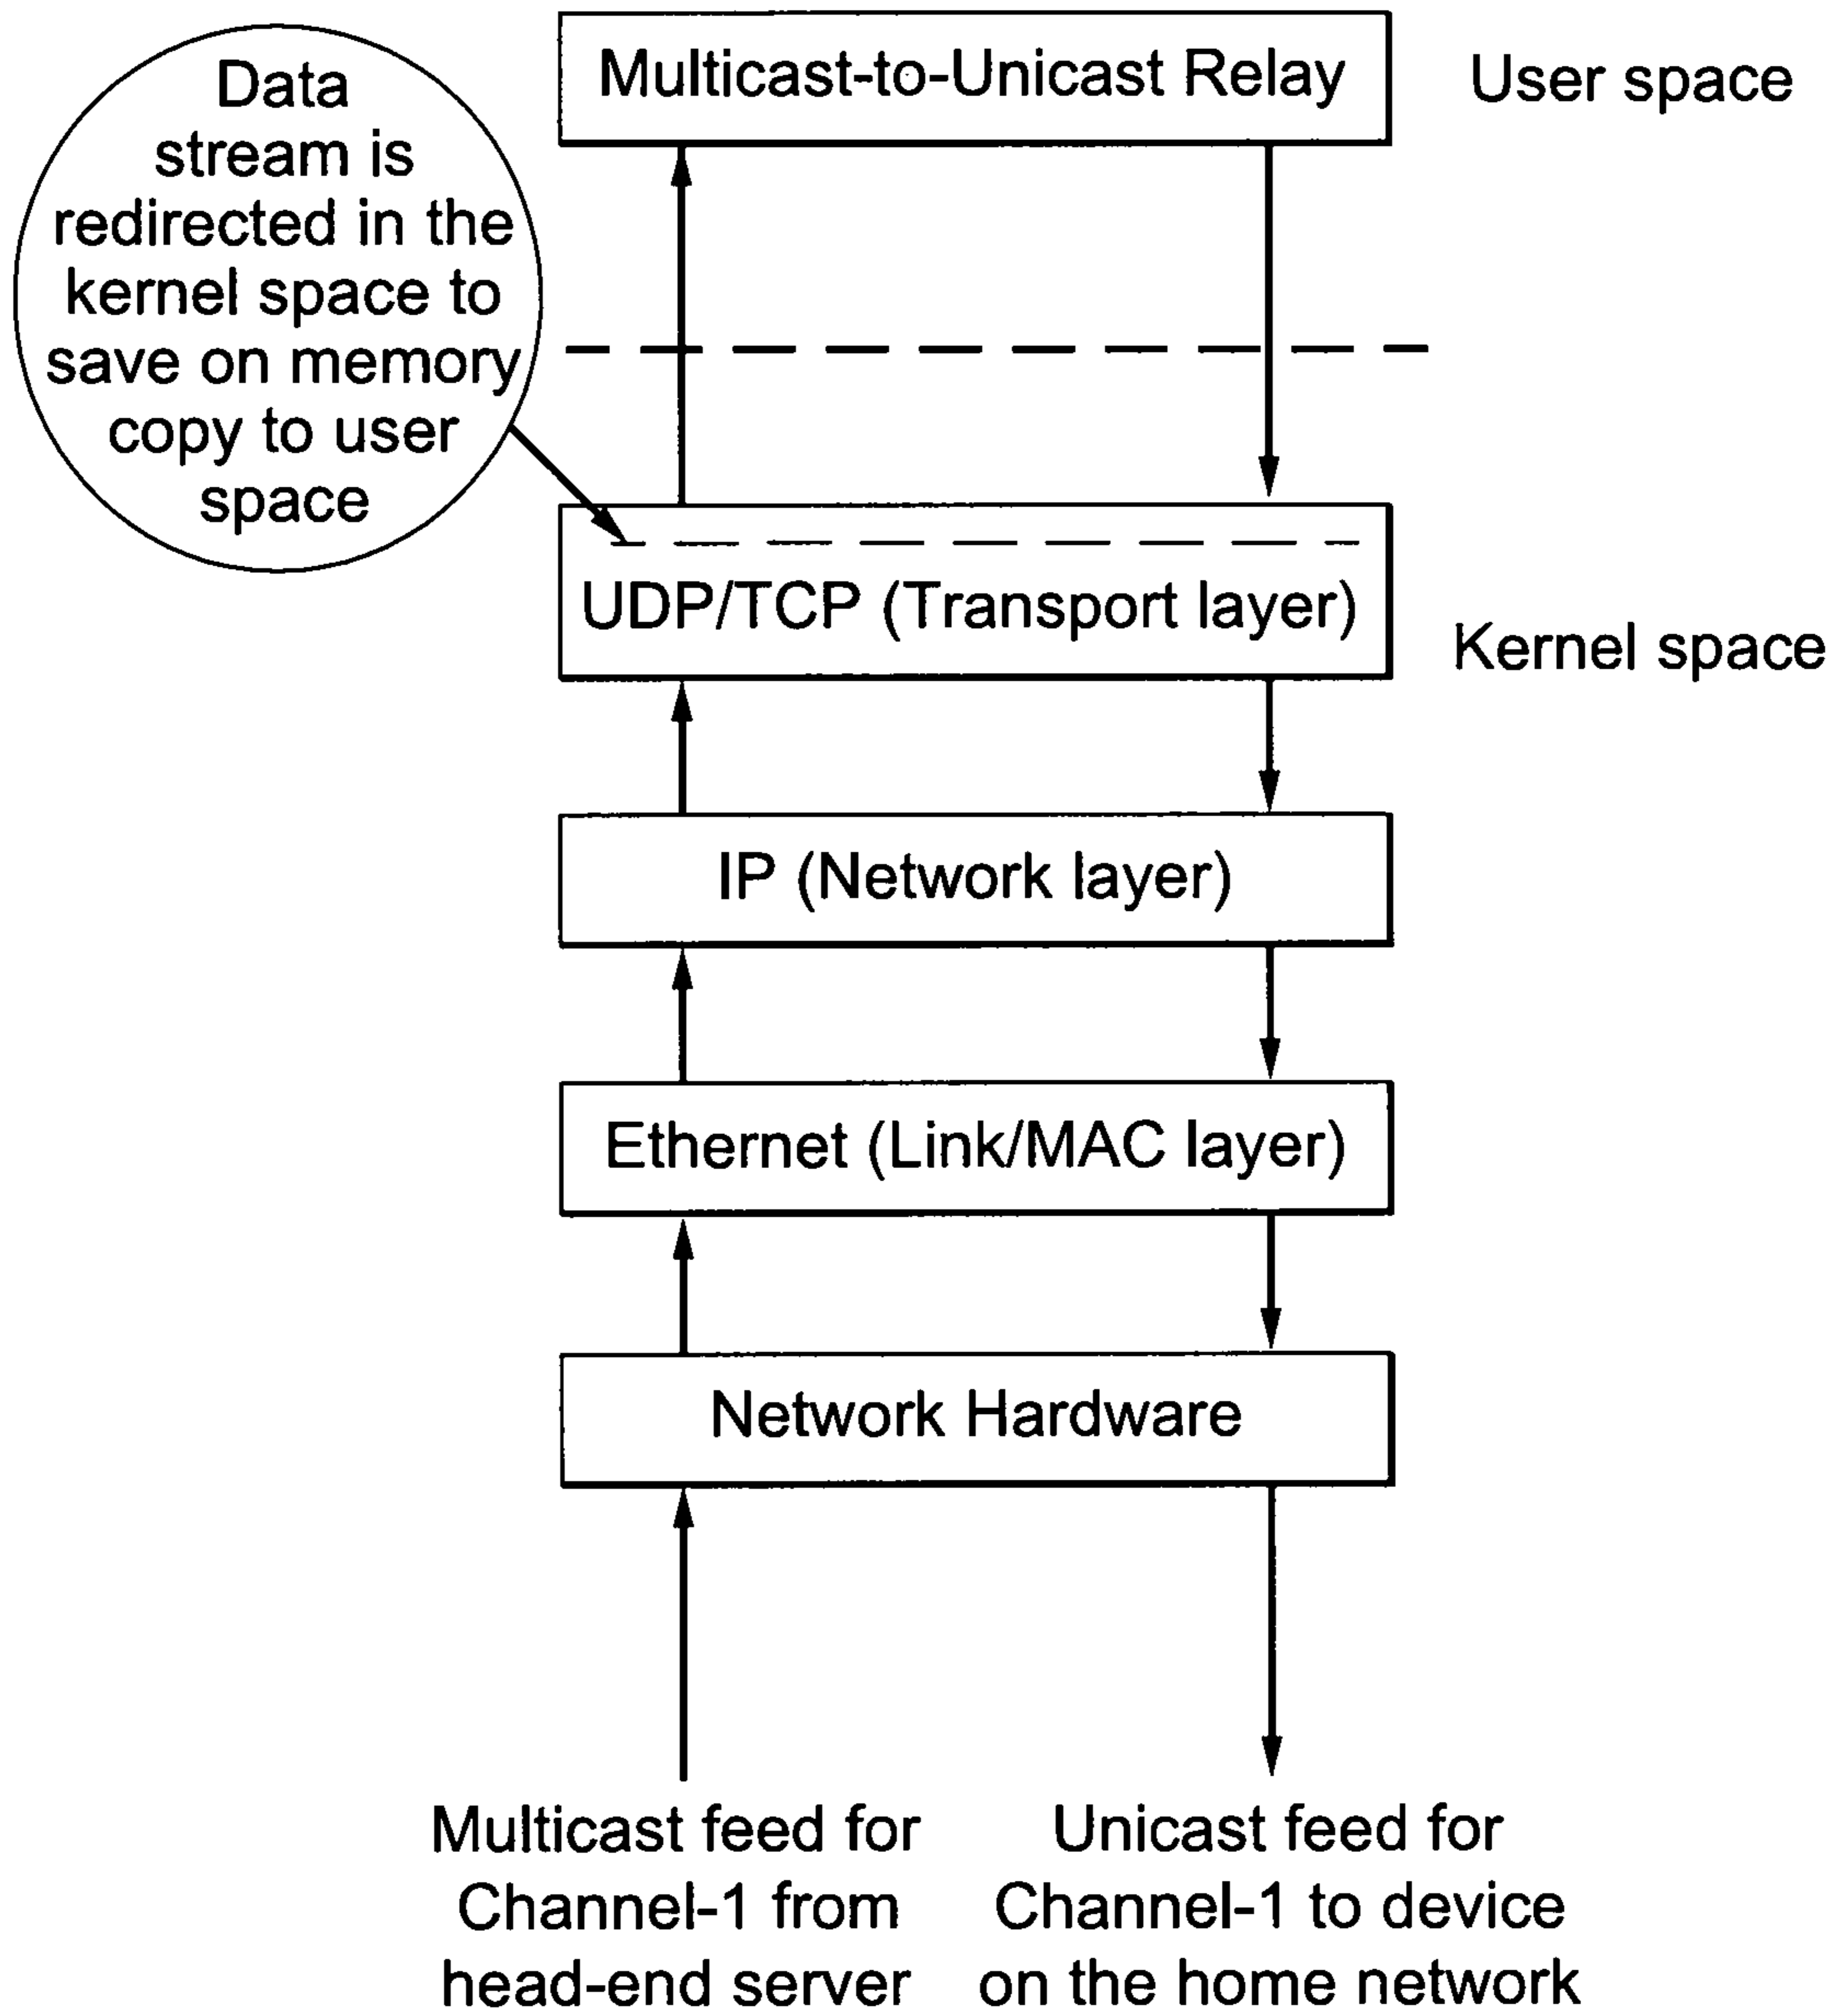 Data
stream is
redirected in the
kernel space to
save on memory
copy to user
space
Multicast-to-Unicast Relay
User space
UDP/TCP (Transport layer)
Kernel space
IP (Network layer)
Ethernet (Link/MAC layer)
Network Hardware
Multicast feed for
Channel-1 from
head-end server
Unicast feed for
Channel-1 to device
on the home network